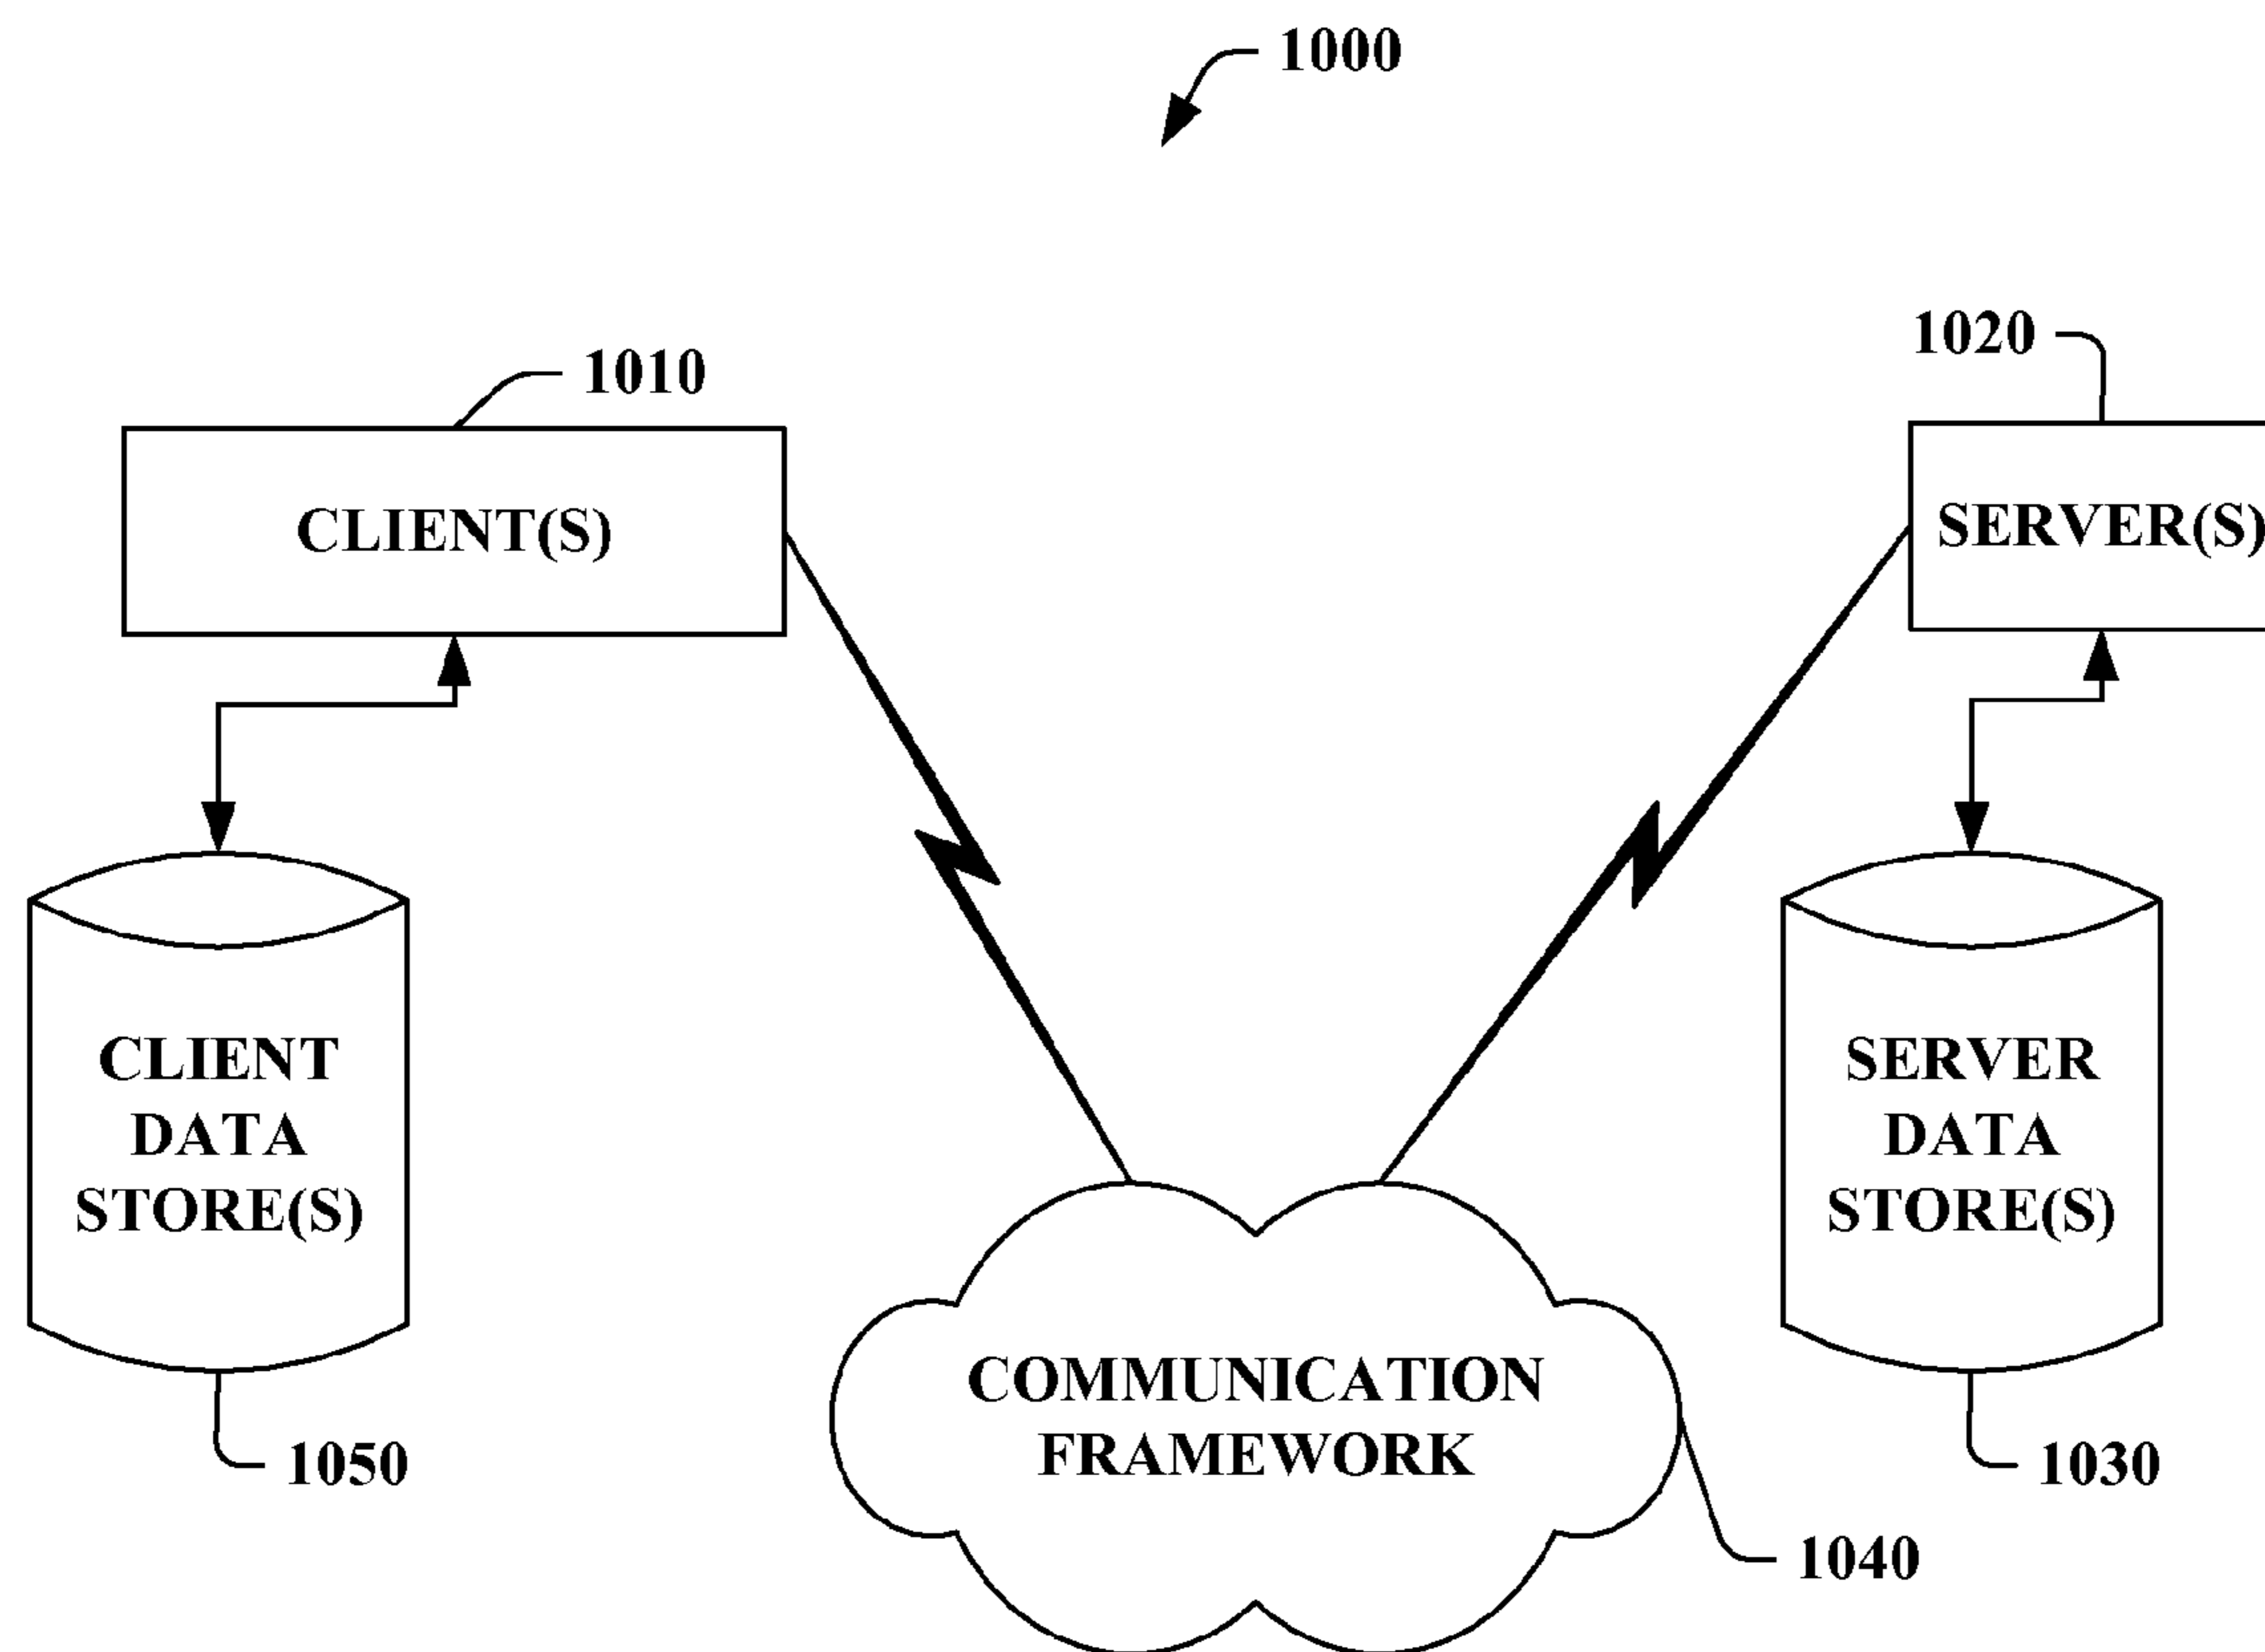 1000
1010
1020
CLIENT(S)
SERVER(S)
CLIENT
DATA
STORE(S)
SERVER
DATA
STORE(S)
COMMUNICATION
FRAMEWORK
1050
1030
1040